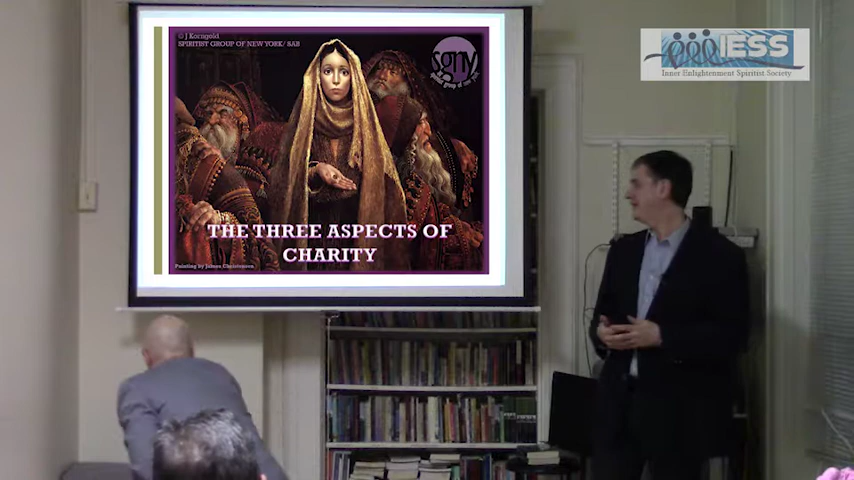 © J Korngold
SPIRITIST GROUP OF NEW YORK/ SAB
sgny
THE THREE ASPECTS OF
CHARITY
Painting by James Christensen
IESS
Inner Enlightenment Spiritist Society